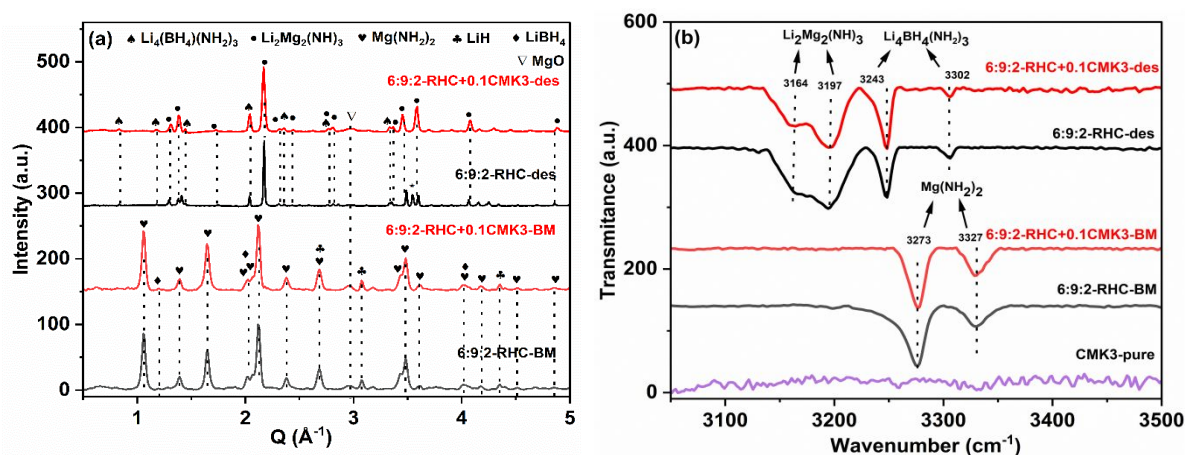 (a) ♠ Li₄(BH₄)(NH₂)₃ • Li₂Mg₂(NH)₃ ♥ Mg(NH₂)₂ ♣ LiH ♦ LiBH₄
▽ MgO
6:9:2-RHC+0.1CMK3-des
6:9:2-RHC-des
6:9:2-RHC+0.1CMK3-BM
6:9:2-RHC-BM
Intensity (a.u.)
500
400
300
200
100
0
1 2 3 4 5
Q (Å⁻¹)
(b)
Li₂Mg₂(NH)₃ Li₄BH₄(NH₂)₃
3164 3197 3243 3302
6:9:2-RHC+0.1CMK3-des
6:9:2-RHC-des
Mg(NH₂)₂
3273 3327
6:9:2-RHC+0.1CMK3-BM
6:9:2-RHC-BM
CMK3-pure
Transmitance (a.u.)
600
400
200
0
3100 3200 3300 3400 3500
Wavenumber (cm⁻¹)